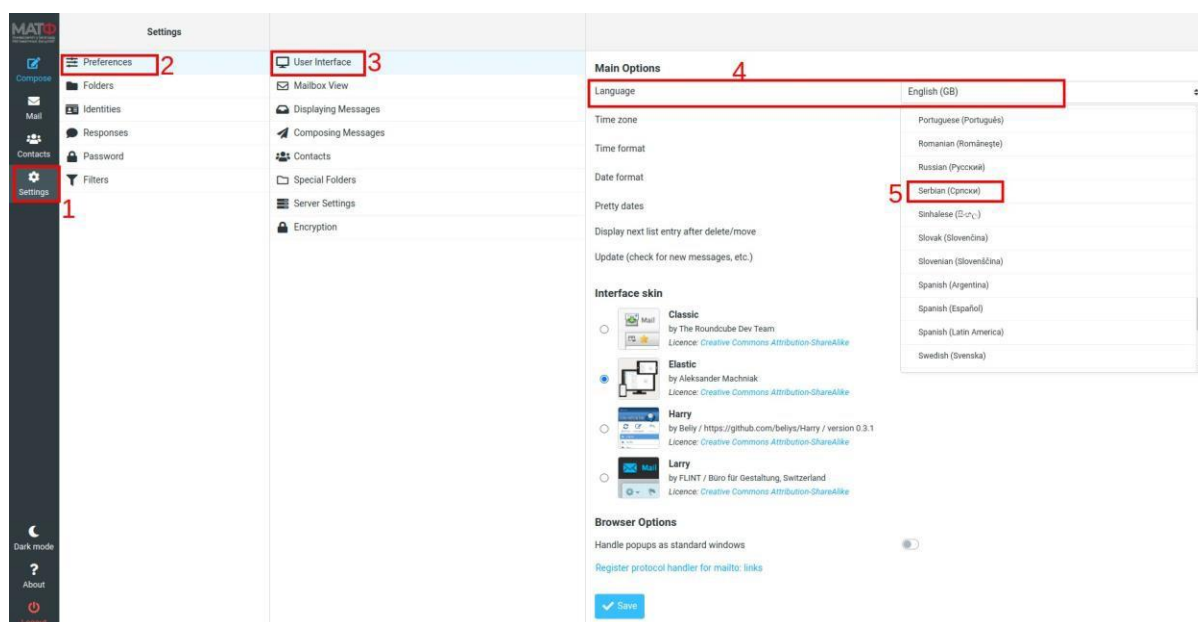 МАТФ
Settings
Compose
Mail
Contacts
Settings
1
Dark mode
?
About
Preferences
2
Folders
Identities
Responses
Password
Filters
User Interface
3
Mailbox View
Displaying Messages
Composing Messages
Contacts
Special Folders
Server Settings
Encryption
Main Options
4
Language English (GB)
Time zone
Time format
Date format
Pretty dates
Display next list entry after delete/move
Update (check for new messages, etc.)
Portuguese (Português)
Romanian (Româneşte)
Russian (Русский)
5
Serbian (Српски)
Sinhalese
Slovak (Slovenčina)
Slovenian (Slovenščina)
Spanish (Argentina)
Spanish (Español)
Spanish (Latin America)
Swedish (Svenska)
Interface skin
Mail
Classic
by The Roundcube Dev Team
Licence: Creative Commons Attribution-ShareAlike
Elastic
by Aleksander Machniak
Licence: Creative Commons Attribution-ShareAlike
Harry
by Beliy / https://github.com/beliys/Harry / version 0.3.1
Licence: Creative Commons Attribution-ShareAlike
Mail
Larry
by FLINT / Büro für Gestaltung, Switzerland
Licence: Creative Commons Attribution-ShareAlike
Browser Options
Handle popups as standard windows
Register protocol handler for mailto: links
Save